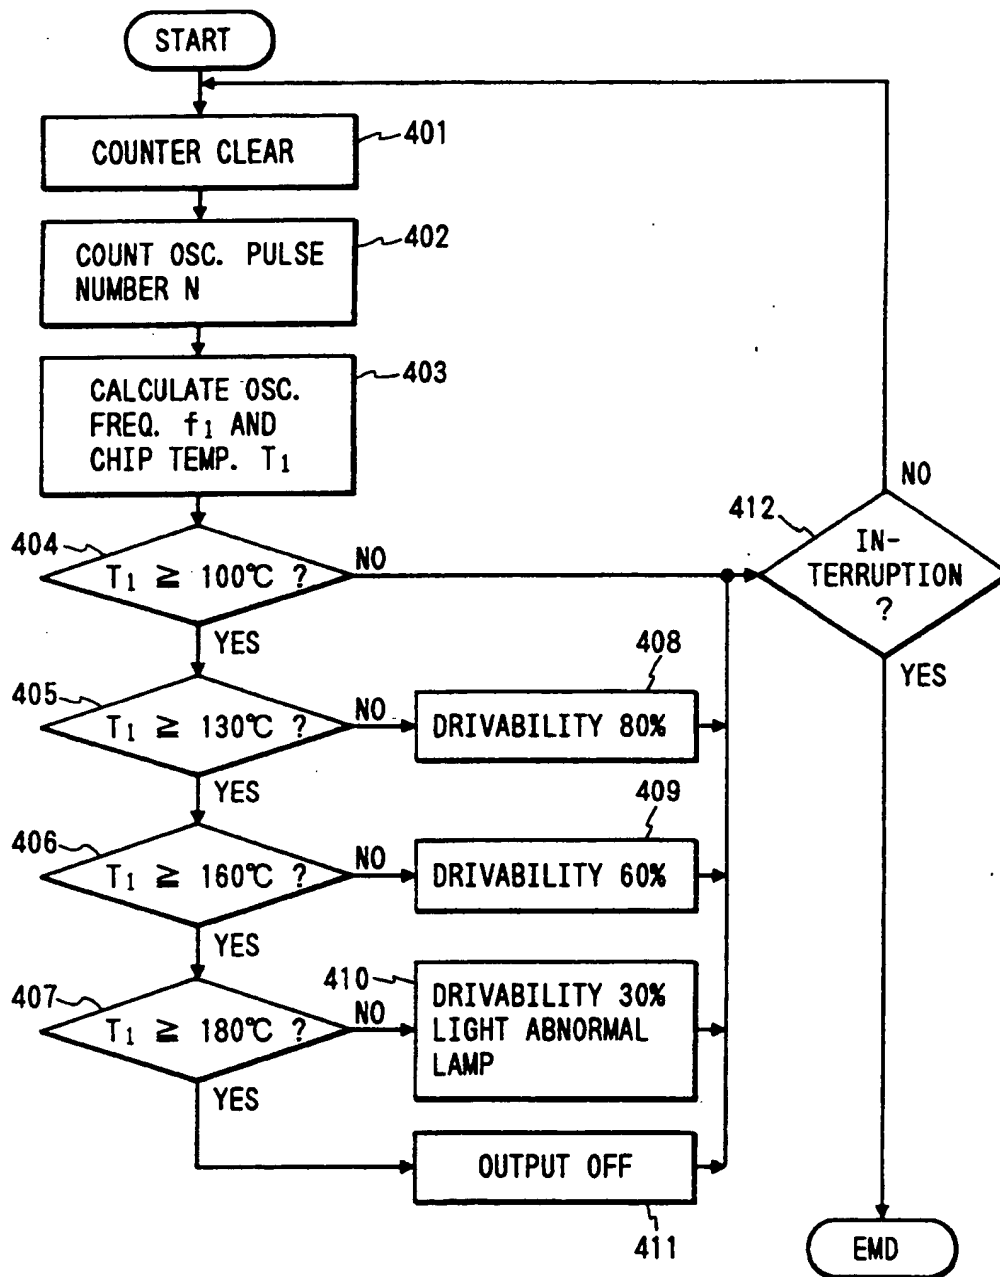 START
COUNTER CLEAR
401
COUNT OSC. PULSE
NUMBER N
402
CALCULATE OSC.
FREQ. f1 AND
CHIP TEMP. T1
403
404
T1 ≧ 100℃ ?
NO
YES
405
T1 ≧ 130℃ ?
NO
YES
408
DRIVABILITY 80%
406
T1 ≧ 160℃ ?
NO
YES
409
DRIVABILITY 60%
407
T1 ≧ 180℃ ?
NO
YES
410
DRIVABILITY 30%
LIGHT ABNORMAL
LAMP
OUTPUT OFF
411
412
IN-
TERRUPTION
?
NO
YES
EMD